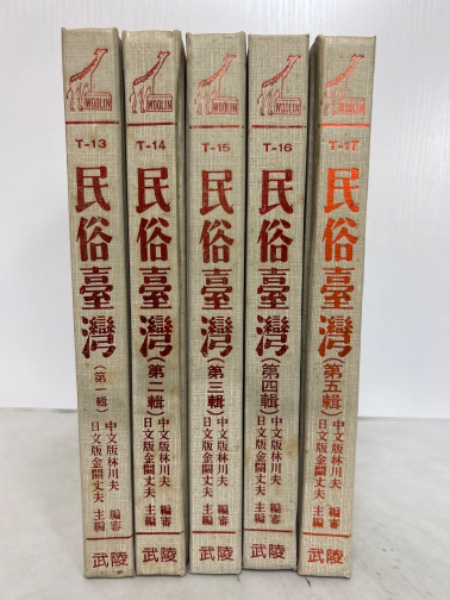 WOOLIN
T-13
民俗臺灣
(第一輯)
中文版林川夫 編審
日文版金關丈夫 主編
武陵
WOOLIN
T-14
民俗臺灣
(第二輯)
中文版林川夫 編審
日文版金關丈夫 主編
武陵
WOOLIN
T-15
民俗臺灣
(第三輯)
中文版林川夫 編審
日文版金關丈夫 主編
武陵
WOOLIN
T-16
民俗臺灣
(第四輯)
中文版林川夫 編審
日文版金關丈夫 主編
武陵
WOOLIN
T-17
民俗臺灣
(第五輯)
中文版林川夫 編審
日文版金關丈夫 主編
武陵